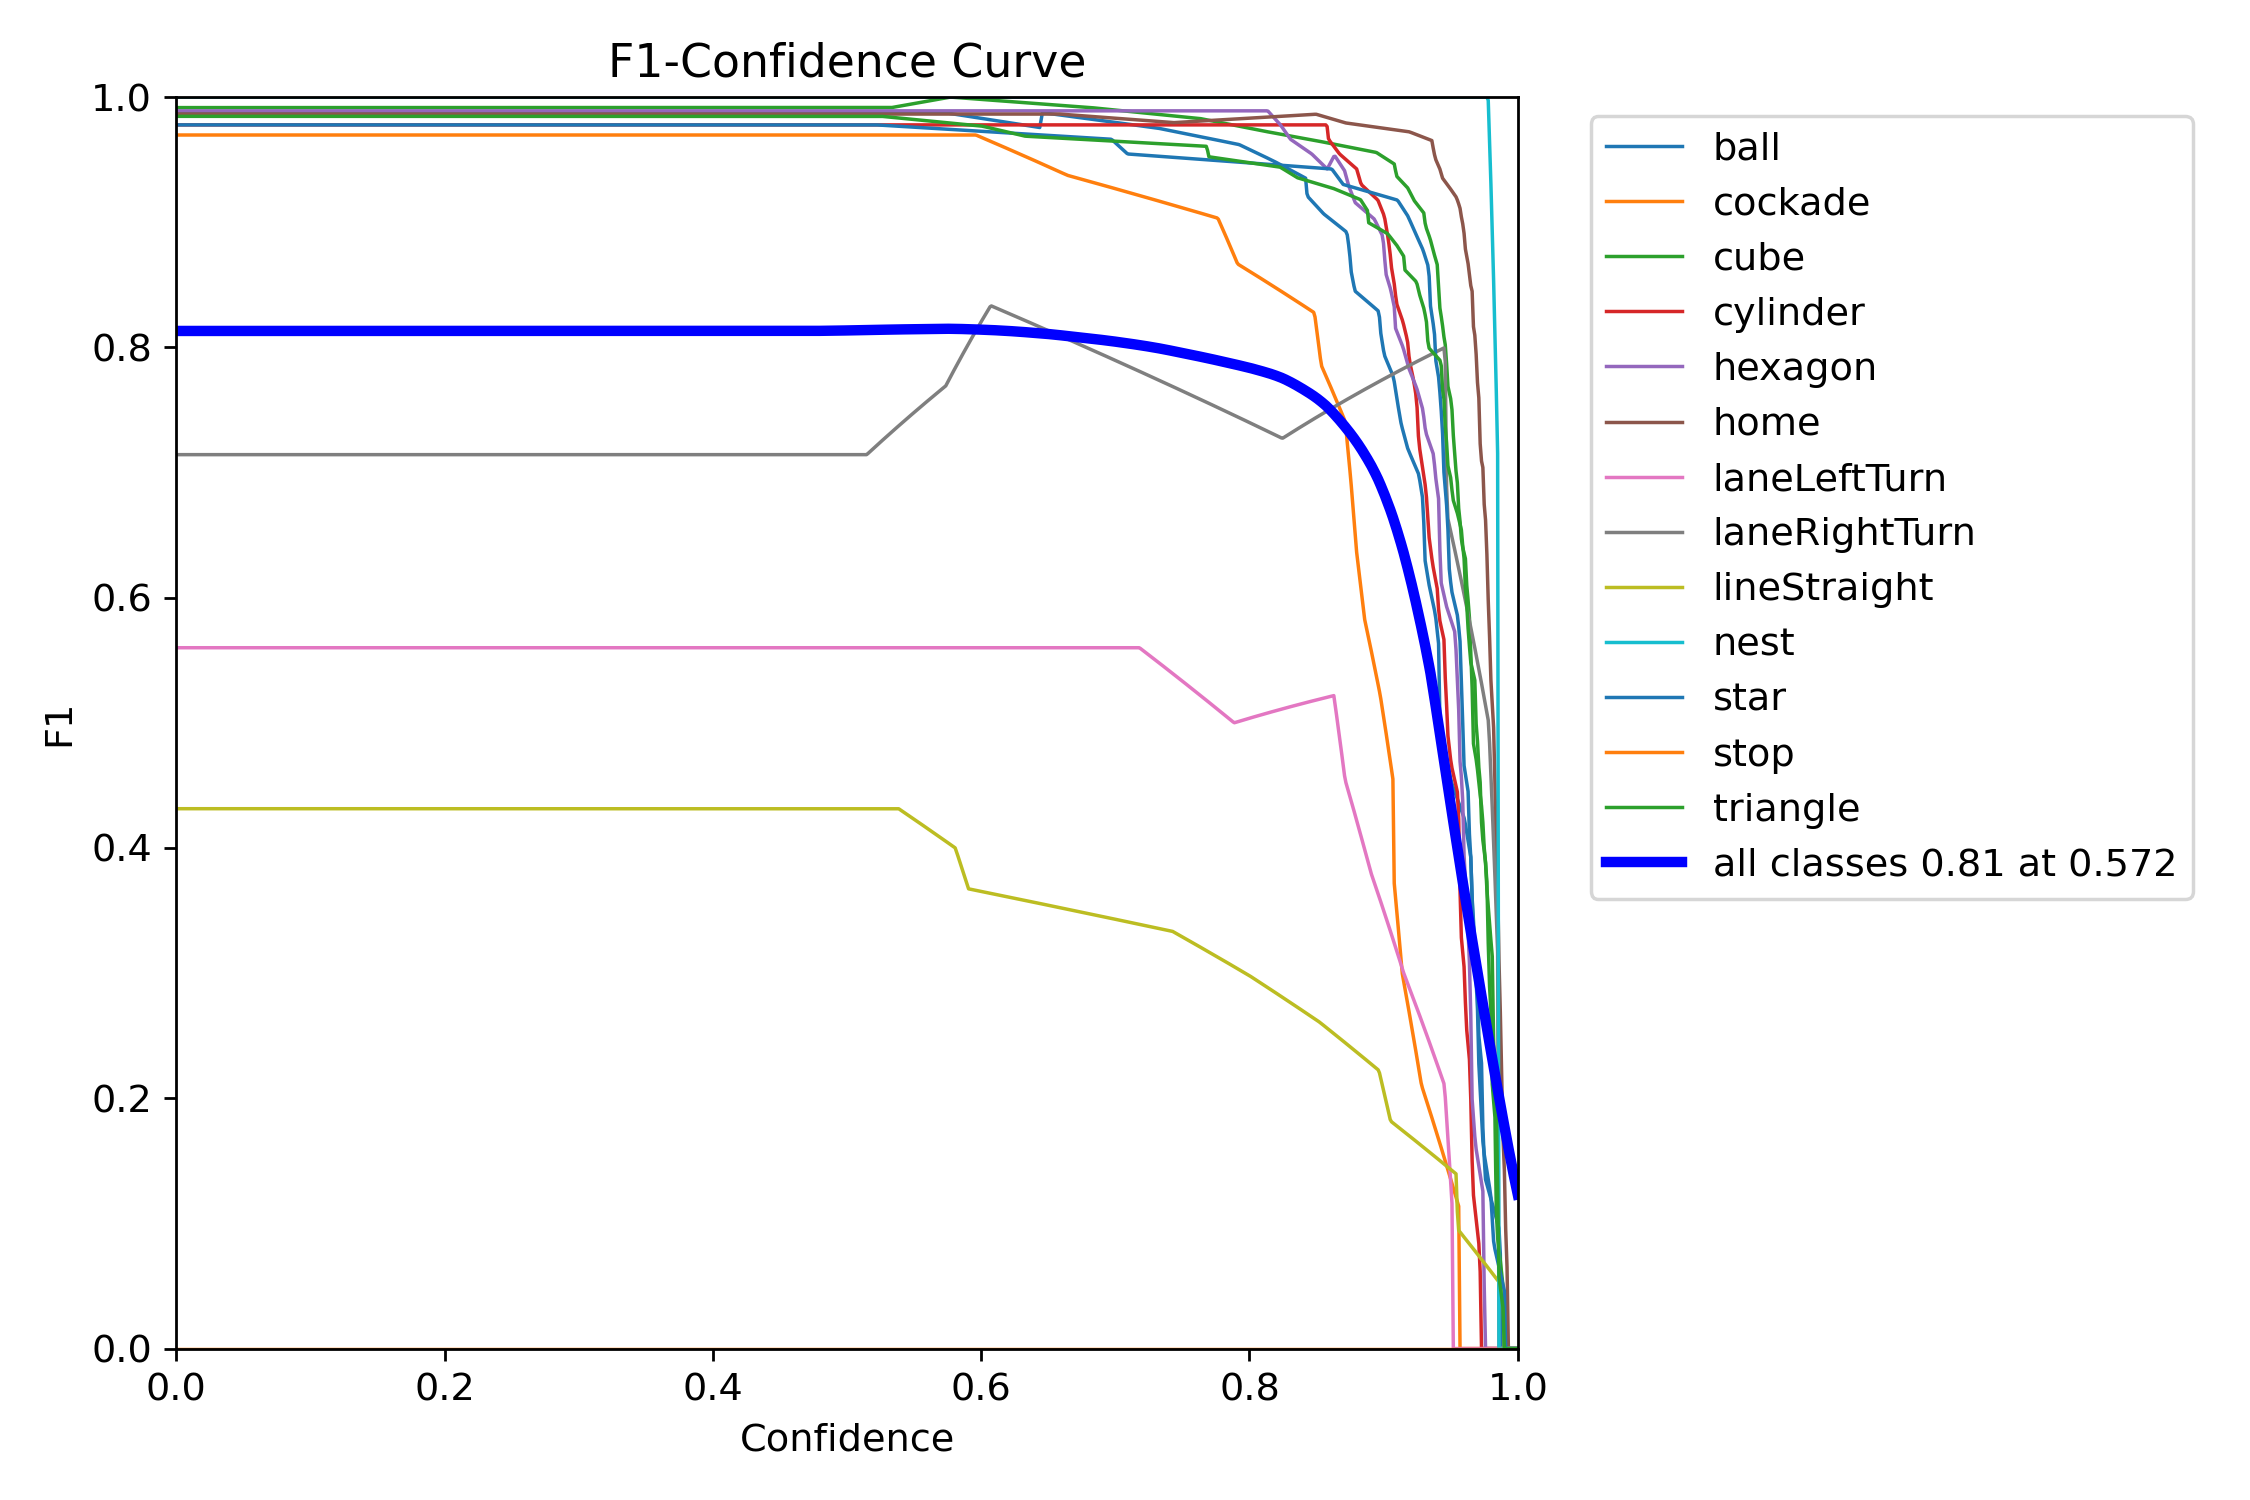 F1-Confidence Curve
1.0
0.8
0.6
0.4
0.2
0.0
F1
0.0 0.2 0.4 0.6 0.8 1.0
Confidence
ball
cockade
cube
cylinder
hexagon
home
laneLeftTurn
laneRightTurn
lineStraight
nest
star
stop
triangle
all classes 0.81 at 0.572